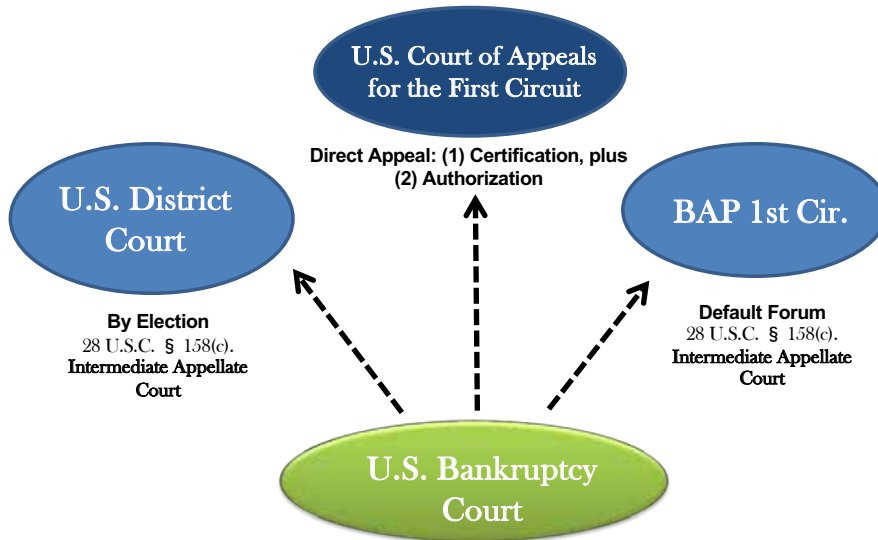 U.S. Court of Appeals
for the First Circuit
Direct Appeal: (1) Certification, plus
(2) Authorization
U.S. District
Court
BAP 1st Cir.
By Election
28 U.S.C. § 158(c).
Intermediate Appellate
Court
Default Forum
28 U.S.C. § 158(c).
Intermediate Appellate
Court
U.S. Bankruptcy
Court